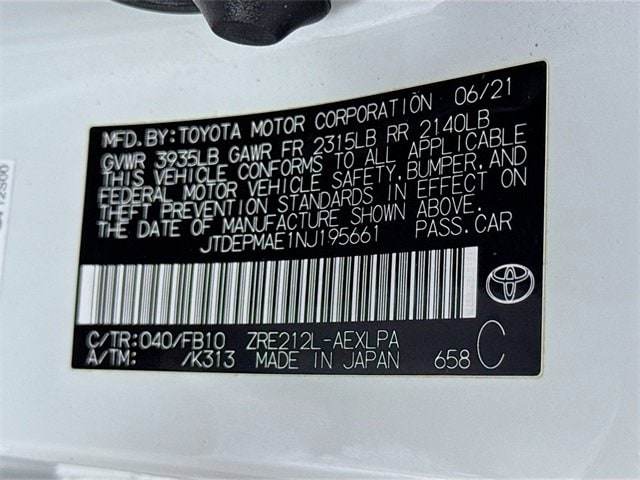 MFD.BY:TOYOTA MOTOR CORPORATION 06/21
GVWR 3935LB GAWR FR 2315LB RR 2140LB
THIS VEHICLE CONFORMS TO ALL APPLICABLE
FEDERAL MOTOR VEHICLE SAFETY, BUMPER, AND
THEFT PREVENTION STANDARDS IN EFFECT ON
THE DATE OF MANUFACTURE SHOWN ABOVE.
JTDEPMAE1NJ195661 PASS.CAR
C/TR:040/FB10 ZRE212L-AEXLPA
A/TM: /K313 MADE IN JAPAN 658 C